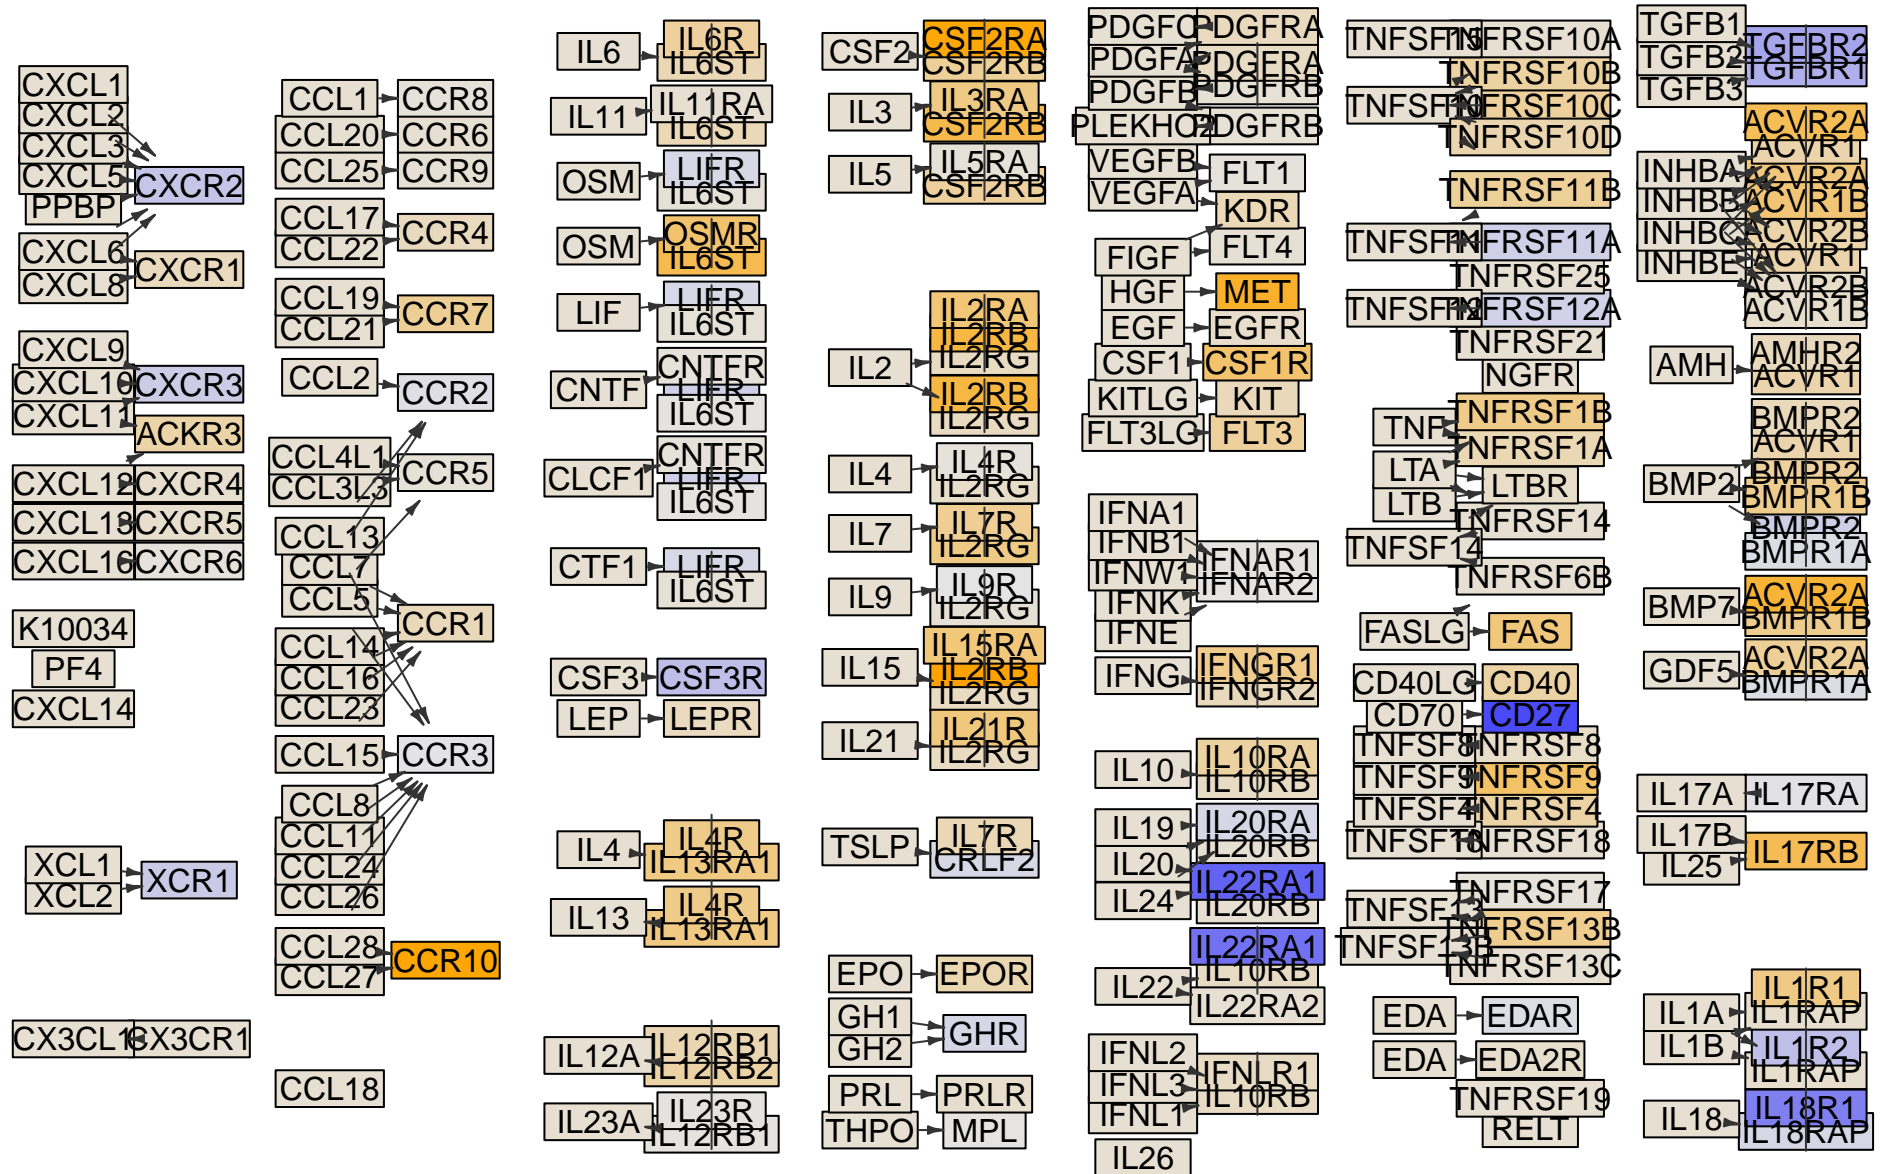 CXCL1
CXCL2
CXCL3
CXCL5
PPBP
CXCR2
CXCL6
CXCL8
CXCR1
CXCL9
CXCL10
CXCL11
CXCR3
ACKR3
CXCL12
CXCR4
CXCL13
CXCR5
CXCL16
CXCR6
K10034
PF4
CXCL14
XCL1
XCL2
XCR1
CX3CL1
CX3CR1
CCL1
CCR8
CCL20
CCR6
CCL25
CCR9
CCL17
CCL22
CCR4
CCL19
CCL21
CCR7
CCL2
CCR2
CCL4L1
CCL3L3
CCR5
CCL13
CCL7
CCL5
CCR1
CCL14
CCL16
CCL23
CCL15
CCR3
CCL8
CCL11
CCL24
CCL26
CCL28
CCL27
CCR10
CCL18
IL6
IL6R
IL6ST
IL11
IL11RA
IL6ST
OSM
LIFR
IL6ST
OSM
OSMR
IL6ST
LIF
LIFR
IL6ST
CNTF
CNTFR
LIFR
IL6ST
CLCF1
CNTFR
LIFR
IL6ST
CTF1
LIFR
IL6ST
CSF3
CSF3R
LEP
LEPR
IL4
IL4R
IL13RA1
IL13
IL4R
IL13RA1
IL12A
IL12RB1
IL12RB2
IL23A
IL23R
IL12RB1
CSF2
CSF2RA
CSF2RB
IL3
IL3RA
CSF2RB
IL5
IL5RA
CSF2RB
IL2
IL2RA
IL2RB
IL2RG
IL2RB
IL2RG
IL4
IL4R
IL2RG
IL7
IL7R
IL2RG
IL9
IL9R
IL2RG
IL15
IL15RA
IL2RB
IL2RG
IL21
IL21R
IL2RG
TSLP
IL7R
CRLF2
EPO
EPOR
GH1
GH2
GHR
PRL
PRLR
THPO
MPL
PDGFC
PDGFRA
PDGFA
PDGFRA
PDGFRB
PDGFB
PLEKHO2
PDGFRB
VEGFB
VEGFA
FLT1
KDR
FIGF
FLT4
HGF
MET
EGF
EGFR
CSF1
CSF1R
KITLG
KIT
FLT3LG
FLT3
IFNA1
IFNB1
IFNW1
IFNK
IFNE
IFNAR1
IFNAR2
IFNG
IFNGR1
IFNGR2
IL10
IL10RA
IL10RB
IL19
IL20
IL24
IL20RA
IL20RB
IL22RA1
IL20RB
IL22
IL22RA1
IL10RB
IL22RA2
IFNL2
IFNL3
IFNL1
IFNLR1
IL10RB
IL26
TNFSF15
TNFRSF10A
TNFRSF10B
TNFSF10
TNFRSF10C
TNFRSF10D
TNFRSF11B
TNFSF11
TNFRSF11A
TNFRSF25
TNFSF12
TNFRSF12A
TNFRSF21
NGFR
TNF
TNFRSF1B
TNFRSF1A
LTA
LTB
LTBR
TNFRSF14
TNFSF14
TNFRSF6B
FASLG
FAS
CD40LG
CD40
CD70
CD27
TNFSF8
TNFRSF8
TNFSF9
TNFRSF9
TNFSF4
TNFRSF4
TNFSF18
TNFRSF18
TNFRSF17
TNFSF13
TNFRSF13B
TNFSF13B
TNFRSF13C
EDA
EDAR
EDA
EDA2R
TNFRSF19
RELT
TGFB1
TGFB2
TGFB3
TGFBR2
TGFBR1
ACVR2A
ACVR1
INHBA
INHBB
INHBC
INHBE
ACVR2A
ACVR1B
ACVR2B
ACVR1
ACVR2B
ACVR1B
AMH
AMHR2
ACVR1
BMP2
BMPR2
ACVR1
BMPR2
BMPR1B
BMPR2
BMPR1A
BMP7
ACVR2A
BMPR1B
GDF5
ACVR2A
BMPR1A
IL17A
IL17RA
IL17B
IL25
IL17RB
IL1A
IL1B
IL1R1
IL1RAP
IL1R2
IL1RAP
IL18
IL18R1
IL18RAP